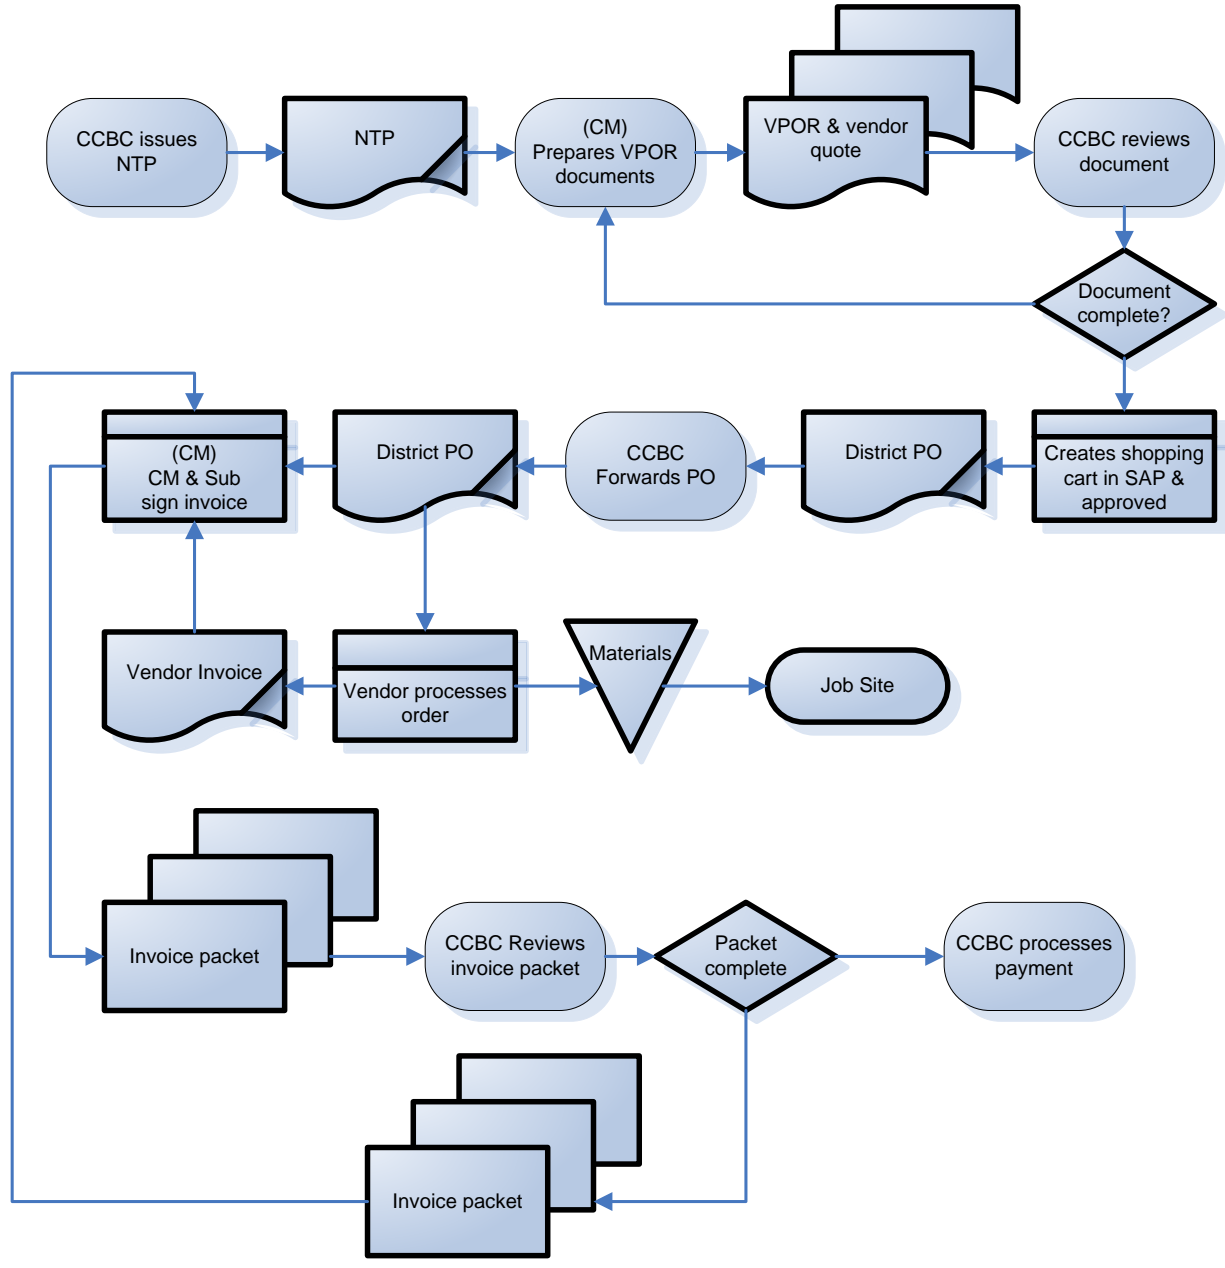 CCBC issues
NTP
NTP
(CM)
Prepares VPOR
documents
VPOR & vendor
quote
CCBC reviews
document
Document
complete?
(CM)
CM & Sub
sign invoice
District PO
CCBC
Forwards PO
District PO
Creates shopping
cart in SAP &
approved
Vendor Invoice
Vendor processes
order
Materials
Job Site
Invoice packet
CCBC Reviews
invoice packet
Packet
complete
CCBC processes
payment
Invoice packet